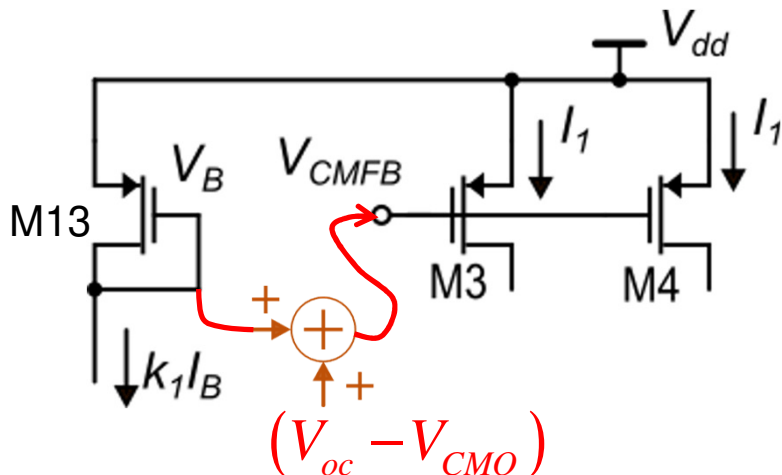 V_dd
I_1
I_1
V_B
V_CMFB
M13
M3
M4
+
+
+
k_1I_B
(V_oc − V_CMO)